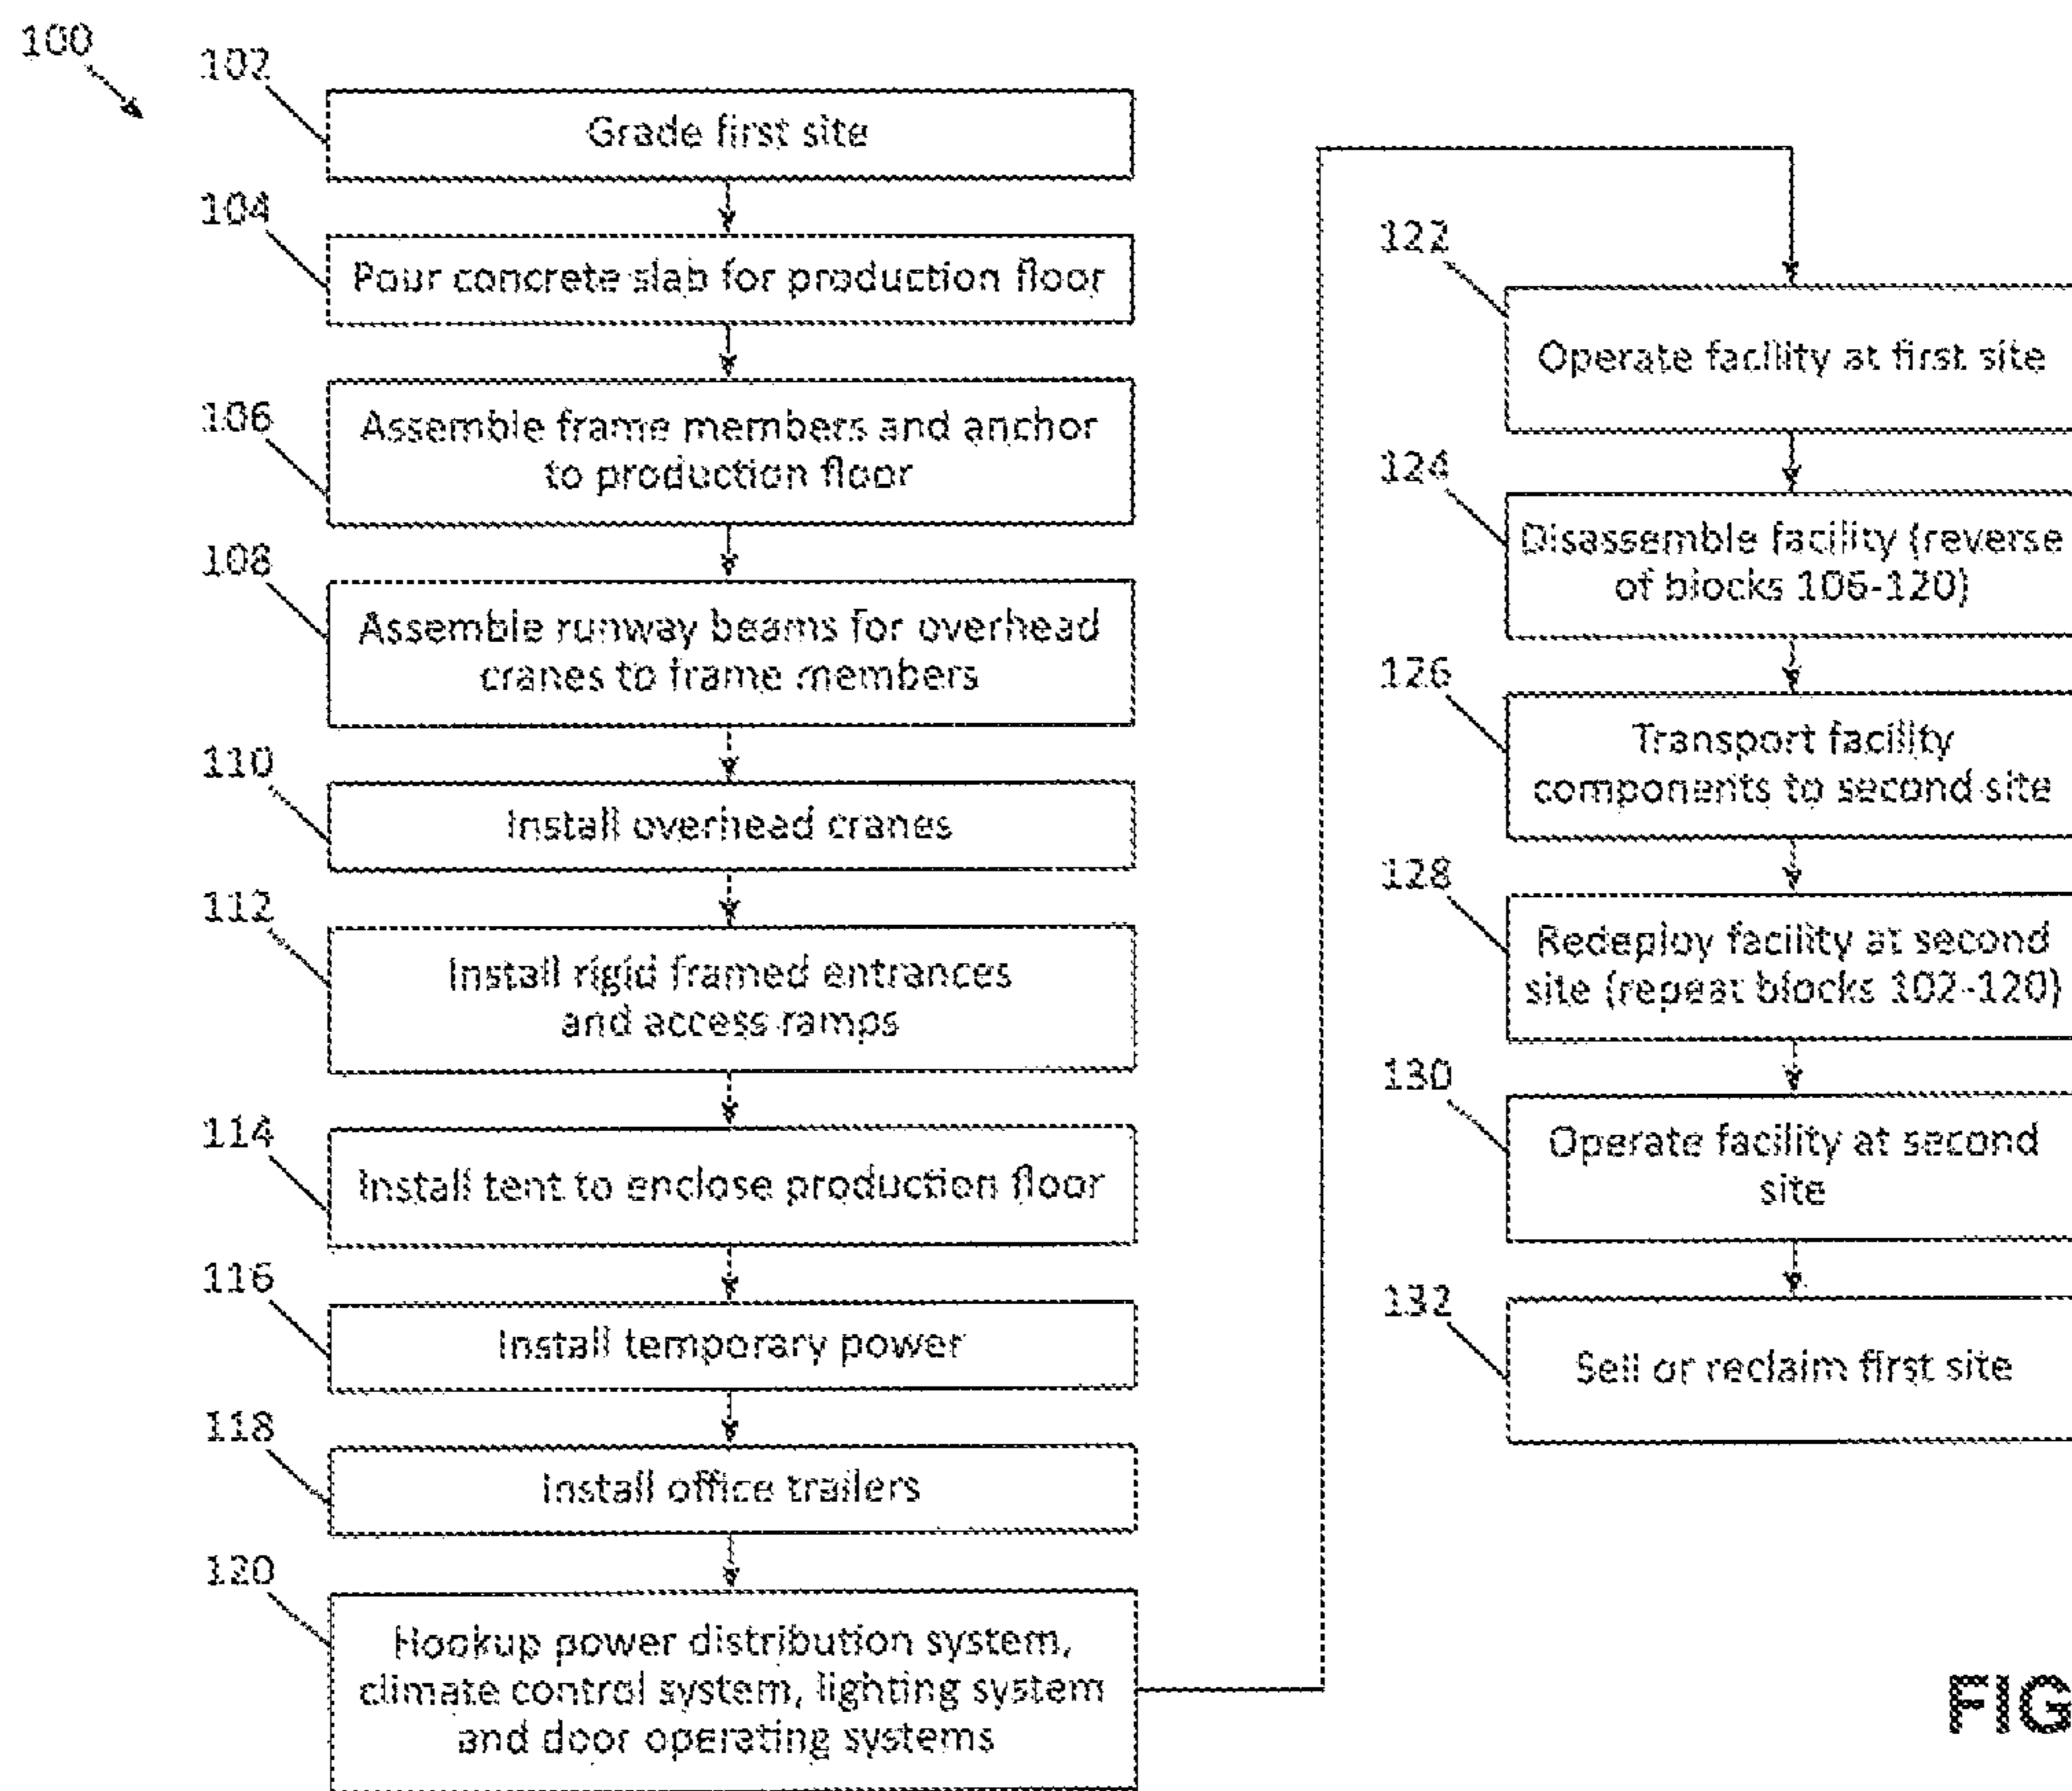 100
102
Grade first site
104
Pour concrete slab for production floor
106
Assemble frame members and anchor
to production floor
108
Assemble runway beams for overhead
cranes to frame members
110
Install overhead cranes
112
Install rigid framed entrances
and access ramps
114
Install tent to enclose production floor
116
Install temporary power
118
Install office trailers
120
Hookup power distribution system,
climate control system, lighting system
and door operating systems
122
Operate facility at first site
124
Disassemble facility (reverse
of blocks 106-120)
126
Transport facility
components to second site
128
Redeploy facility at second
site (repeat blocks 102-120)
130
Operate facility at second
site
132
Sell or reclaim first site
FIG